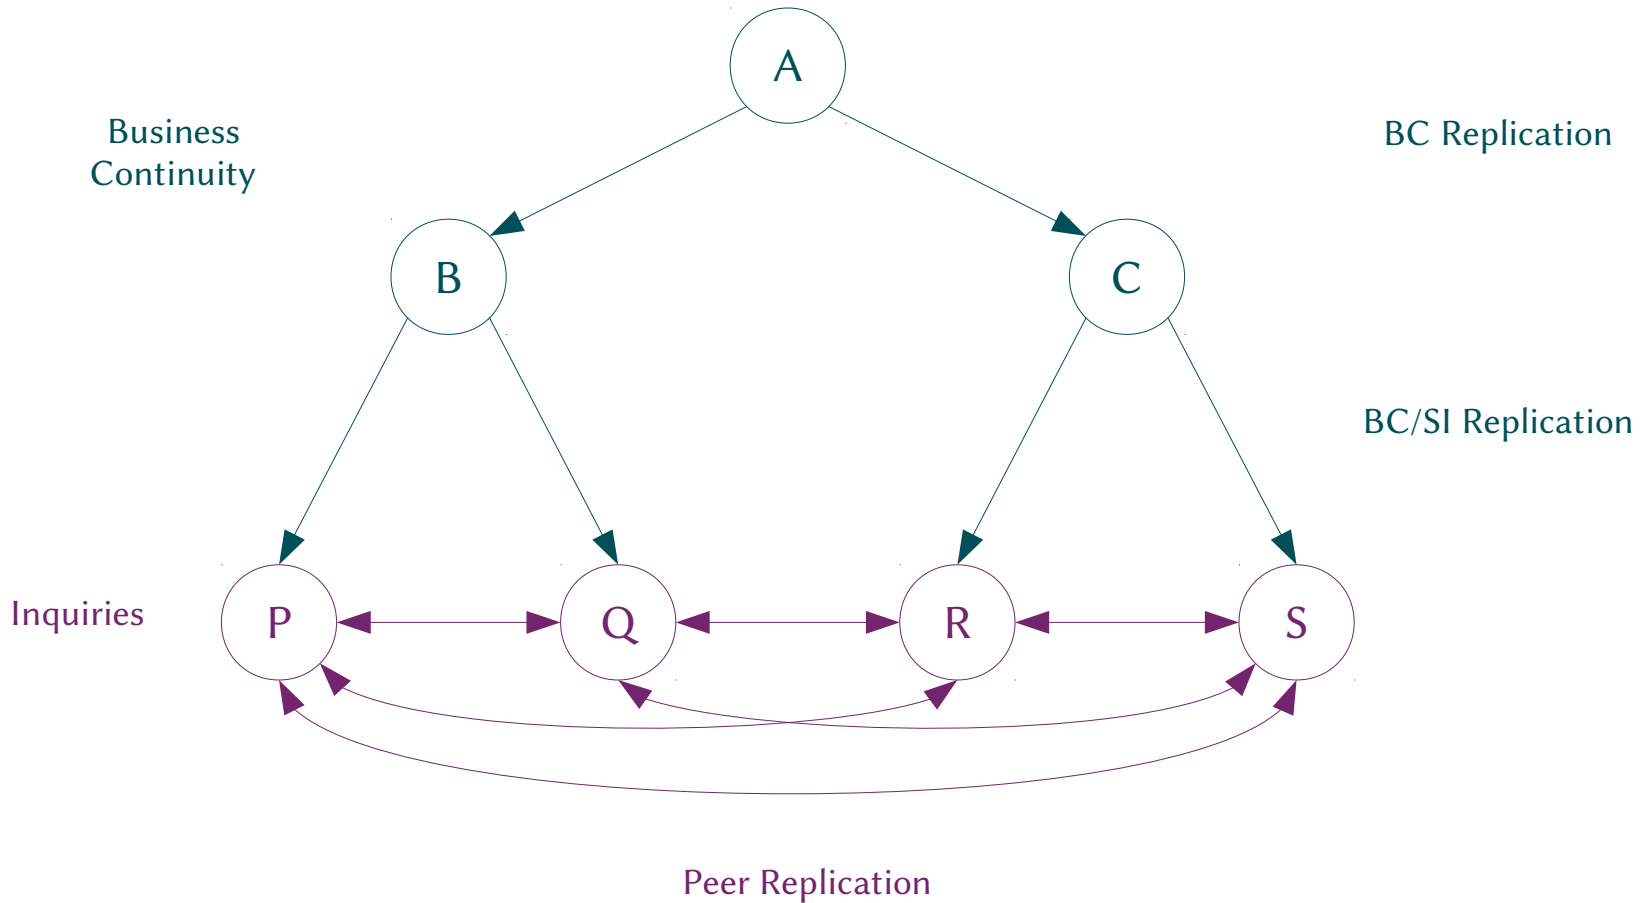 A
Business
Continuity
BC Replication
B
C
BC/SI Replication
Inquiries
P
Q
R
S
Peer Replication